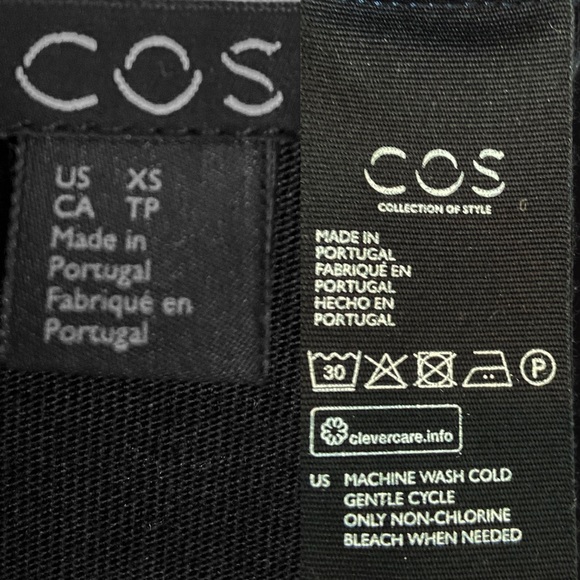 COS
US XS
CA TP
Made in
Portugal
Fabriqué en
Portugal
COS
COLLECTION OF STYLE
MADE IN
PORTUGAL
FABRIQUÉ EN
PORTUGAL
HECHO EN
PORTUGAL
30
P
clevercare.info
US MACHINE WASH COLD
GENTLE CYCLE
ONLY NON-CHLORINE
BLEACH WHEN NEEDED